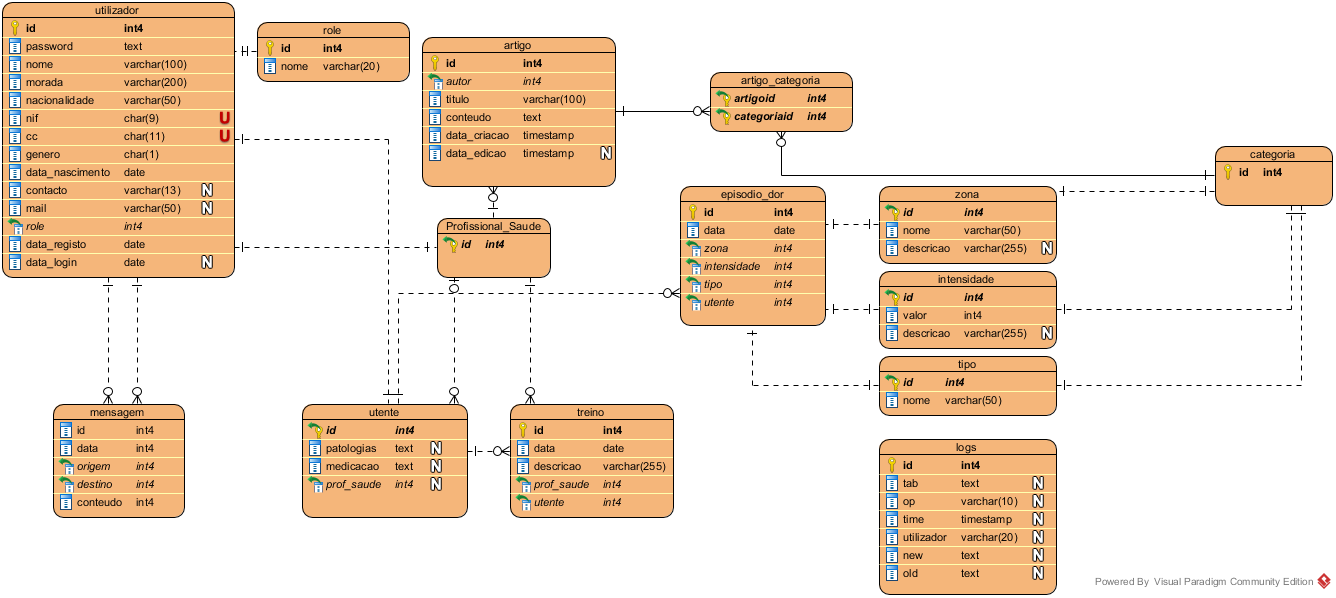 utilizador
id int4
password text
nome varchar(100)
morada varchar(200)
nacionalidade varchar(50)
nif char(9) U
cc char(11) U
genero char(1)
data_nascimento date
contacto varchar(13) N
mail varchar(50) N
role int4
data_registo date
data_login date N
role
id int4
nome varchar(20)
artigo
id int4
autor int4
titulo varchar(100)
conteudo text
data_criacao timestamp
data_edicao timestamp N
artigo_categoria
artigoid int4
categoriaid int4
categoria
id int4
Profissional_Saude
id int4
episodio_dor
id int4
data date
zona int4
intensidade int4
tipo int4
utente int4
zona
id int4
nome varchar(50)
descricao varchar(255) N
intensidade
id int4
valor int4
descricao varchar(255) N
tipo
id int4
nome varchar(50)
mensagem
id int4
data int4
origem int4
destino int4
conteudo int4
utente
id int4
patologias text N
medicacao text N
prof_saude int4 N
treino
id int4
data date
descricao varchar(255)
prof_saude int4
utente int4
logs
id int4
tab text N
op varchar(10) N
time timestamp N
utilizador varchar(20) N
new text N
old text N
Powered By Visual Paradigm Community Edition